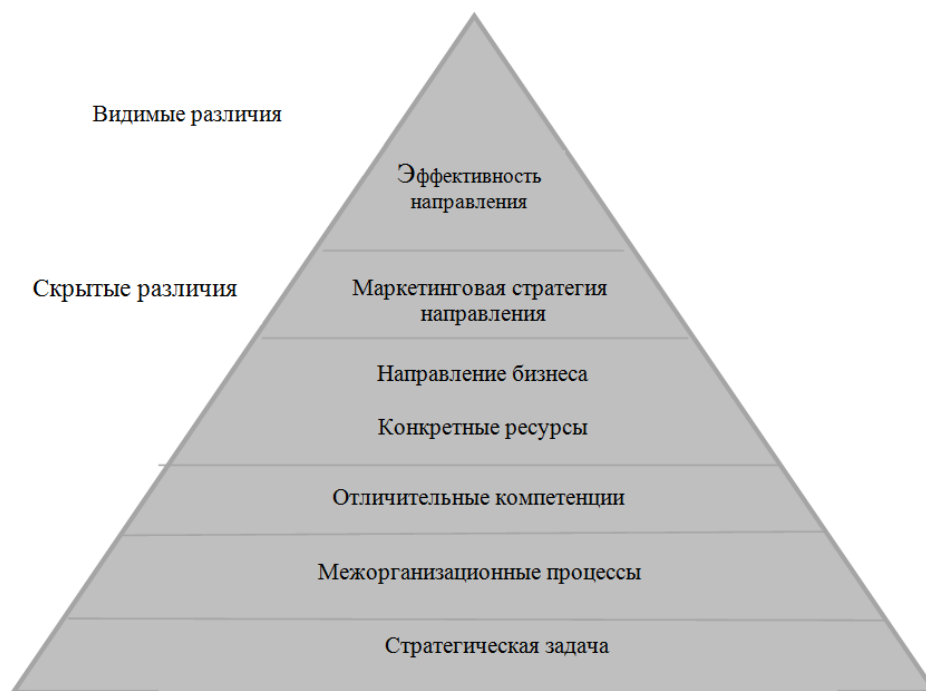 Видимые различия
Эффективность
направления
Скрытые различия
Маркетинговая стратегия
направления
Направление бизнеса
Конкретные ресурсы
Отличительные компетенции
Межорганизационные процессы
Стратегическая задача